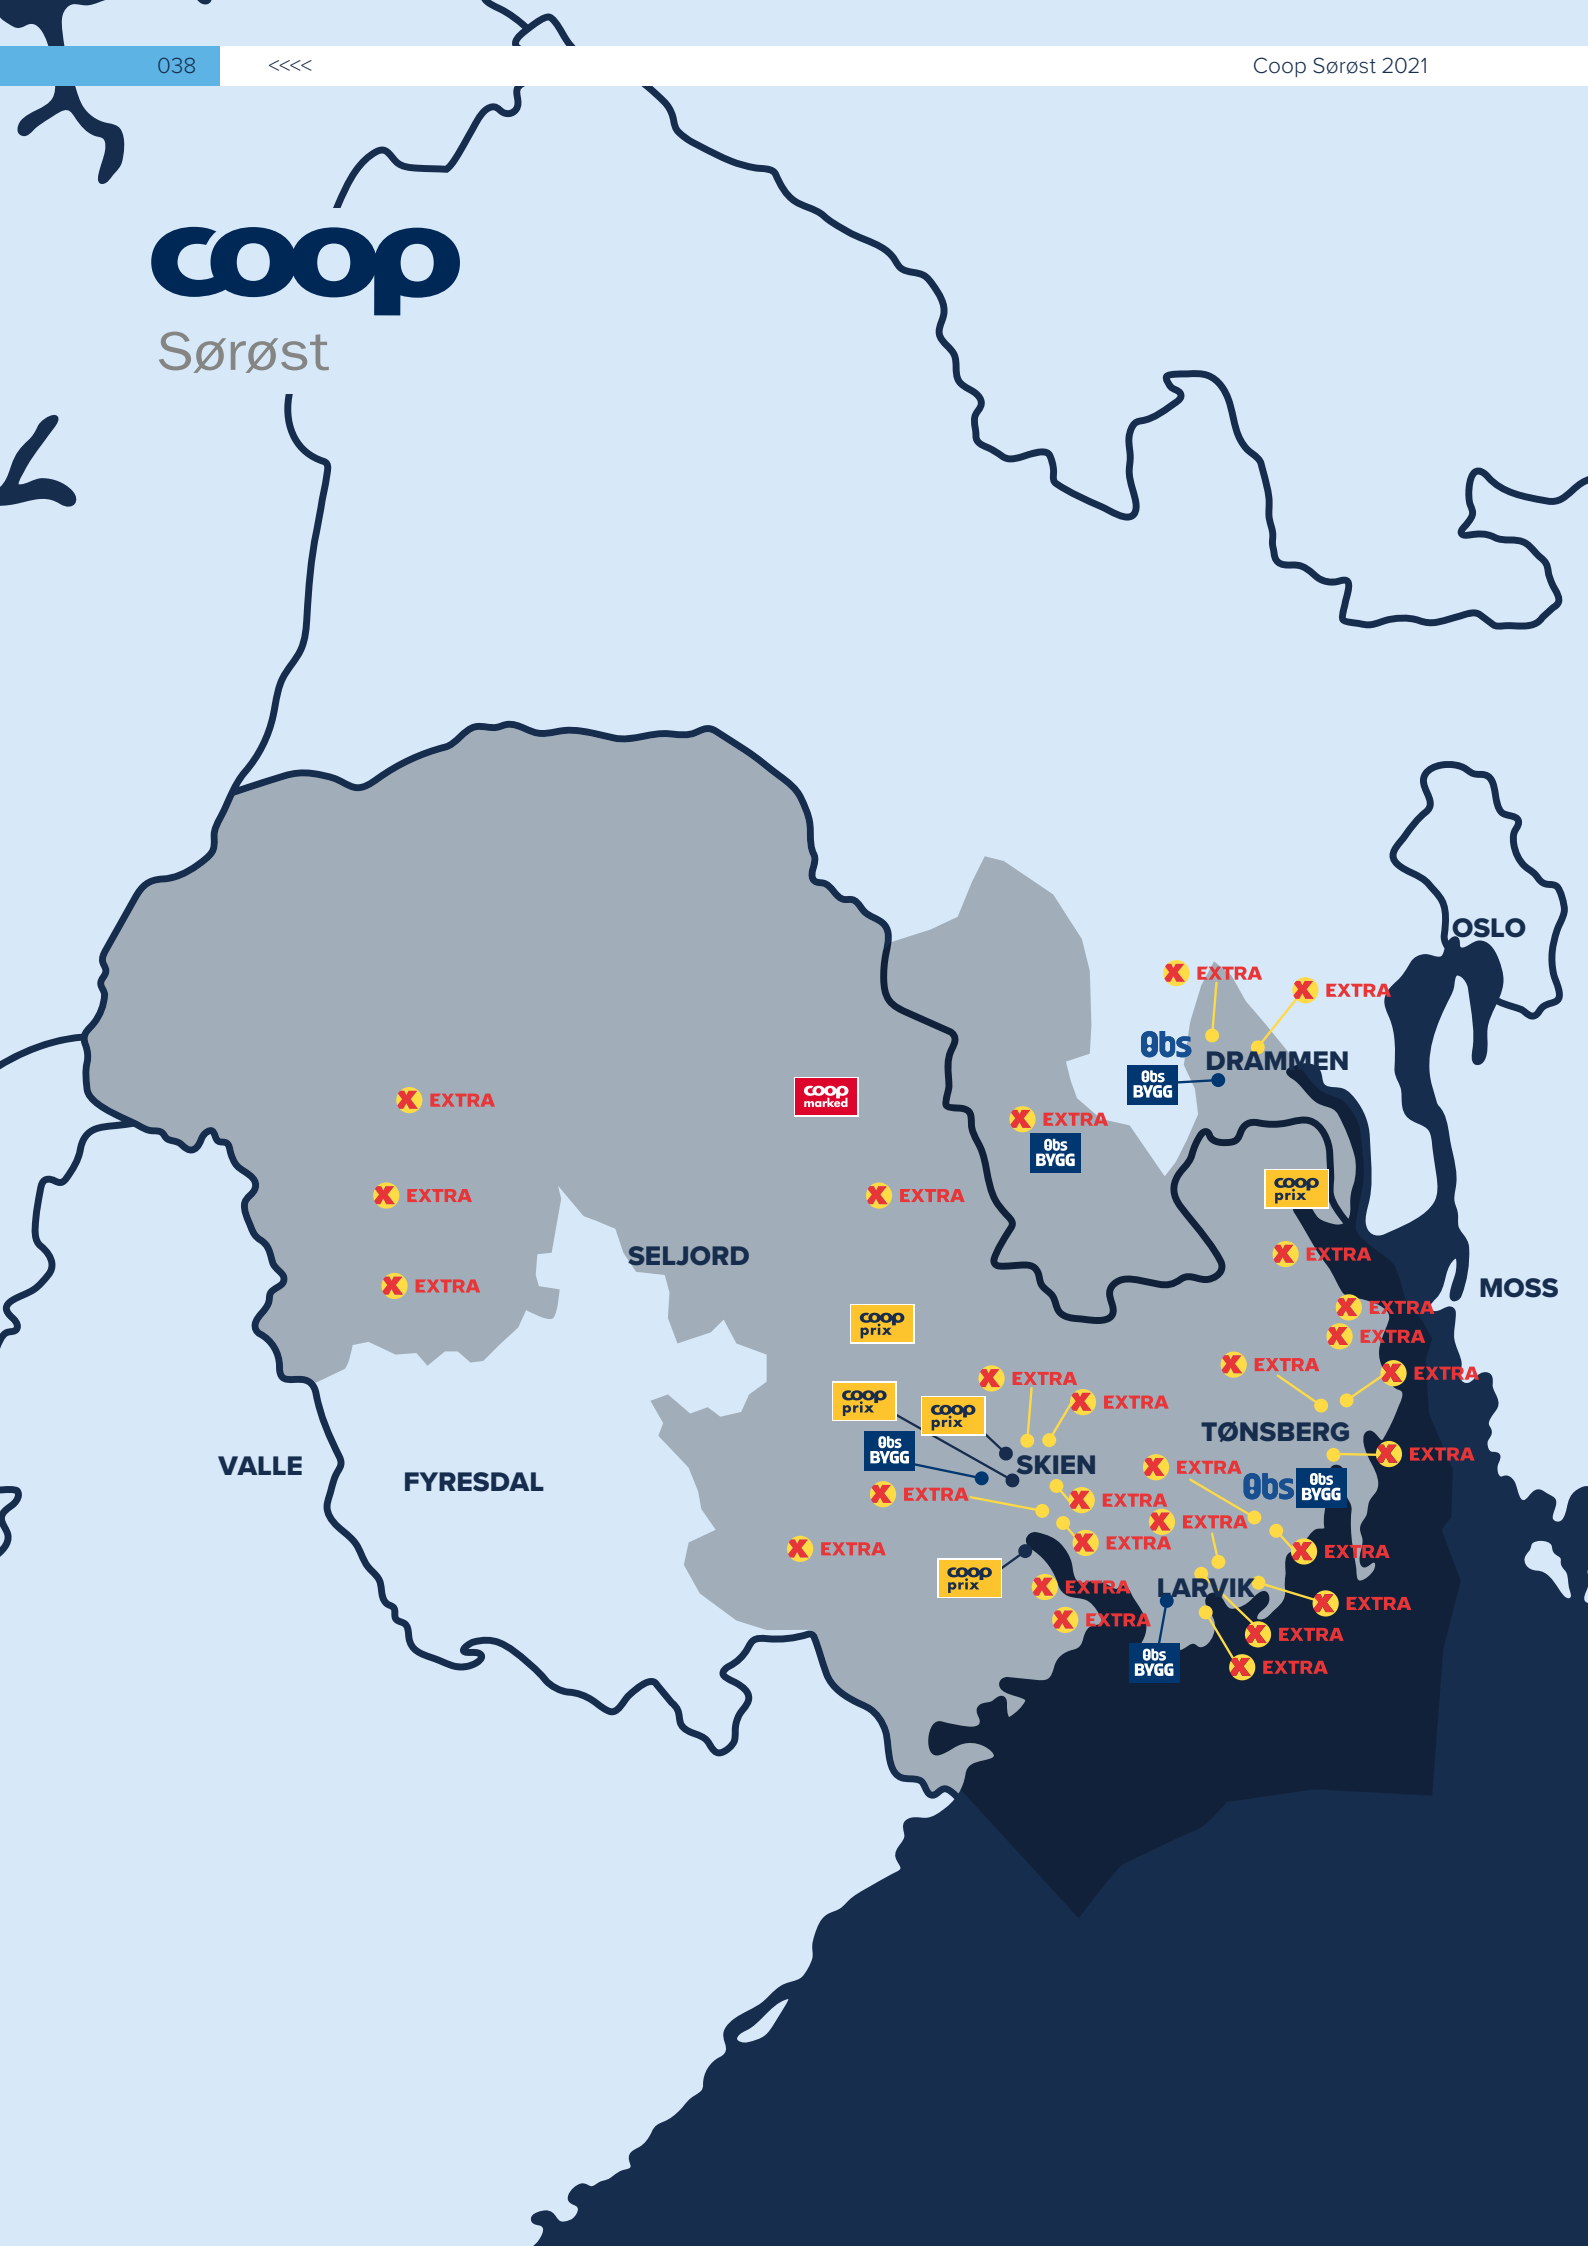 038 <<<< Coop Sørøst 2021
coop
Sørøst
OSLO
EXTRA
EXTRA
Obs
DRAMMEN
Obs
BYGG
EXTRA
coop
marked
EXTRA
Obs
BYGG
coop
prix
EXTRA
EXTRA
SELJORD
EXTRA
EXTRA
MOSS
EXTRA
coop
prix
EXTRA
EXTRA
EXTRA
EXTRA
coop
prix
coop
prix
EXTRA
TØNSBERG
Obs
BYGG
EXTRA
VALLE
SKIEN
EXTRA
FYRESDAL
Obs
Obs
BYGG
EXTRA
EXTRA
EXTRA
EXTRA
EXTRA
EXTRA
coop
prix
EXTRA
LARVIK
EXTRA
EXTRA
EXTRA
Obs
BYGG
EXTRA